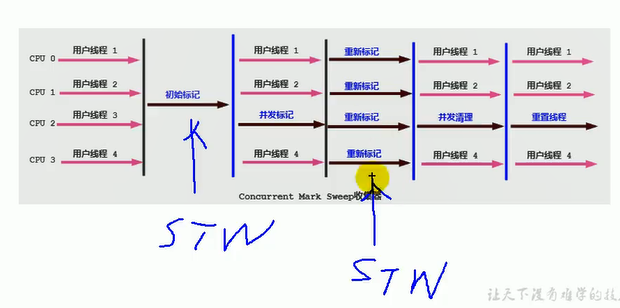 用户线程 1 用户线程 1 重新标记 用户线程 1 用户线程 1
CPU 0
用户线程 2 初始标记 用户线程 2 重新标记 用户线程 2 用户线程 2
CPU 1
用户线程 3 并发标记 重新标记 并发清理 重置线程
CPU 2
用户线程 4 用户线程 4 重新标记 用户线程 4 用户线程 4
CPU 3
Concurrent Mark Sweep收集器
STW
STW
让天下没有难学的技